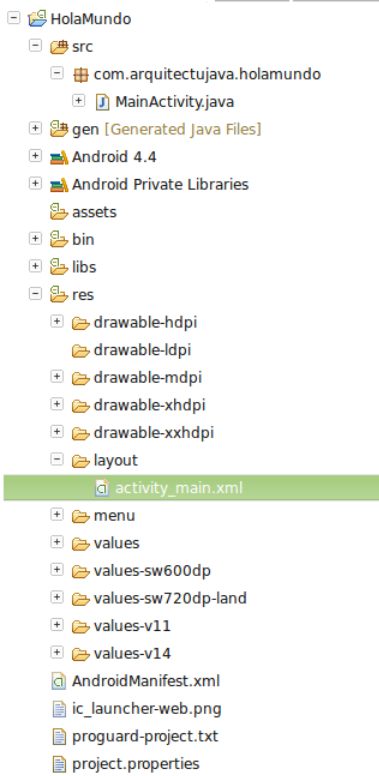 HolaMundo
src
com.arquitectujava.holamundo
MainActivity.java
gen [Generated Java Files]
Android 4.4
Android Private Libraries
assets
bin
libs
res
drawable-hdpi
drawable-ldpi
drawable-mdpi
drawable-xhdpi
drawable-xxhdpi
layout
activity_main.xml
menu
values
values-sw600dp
values-sw720dp-land
values-v11
values-v14
AndroidManifest.xml
ic_launcher-web.png
proguard-project.txt
project.properties